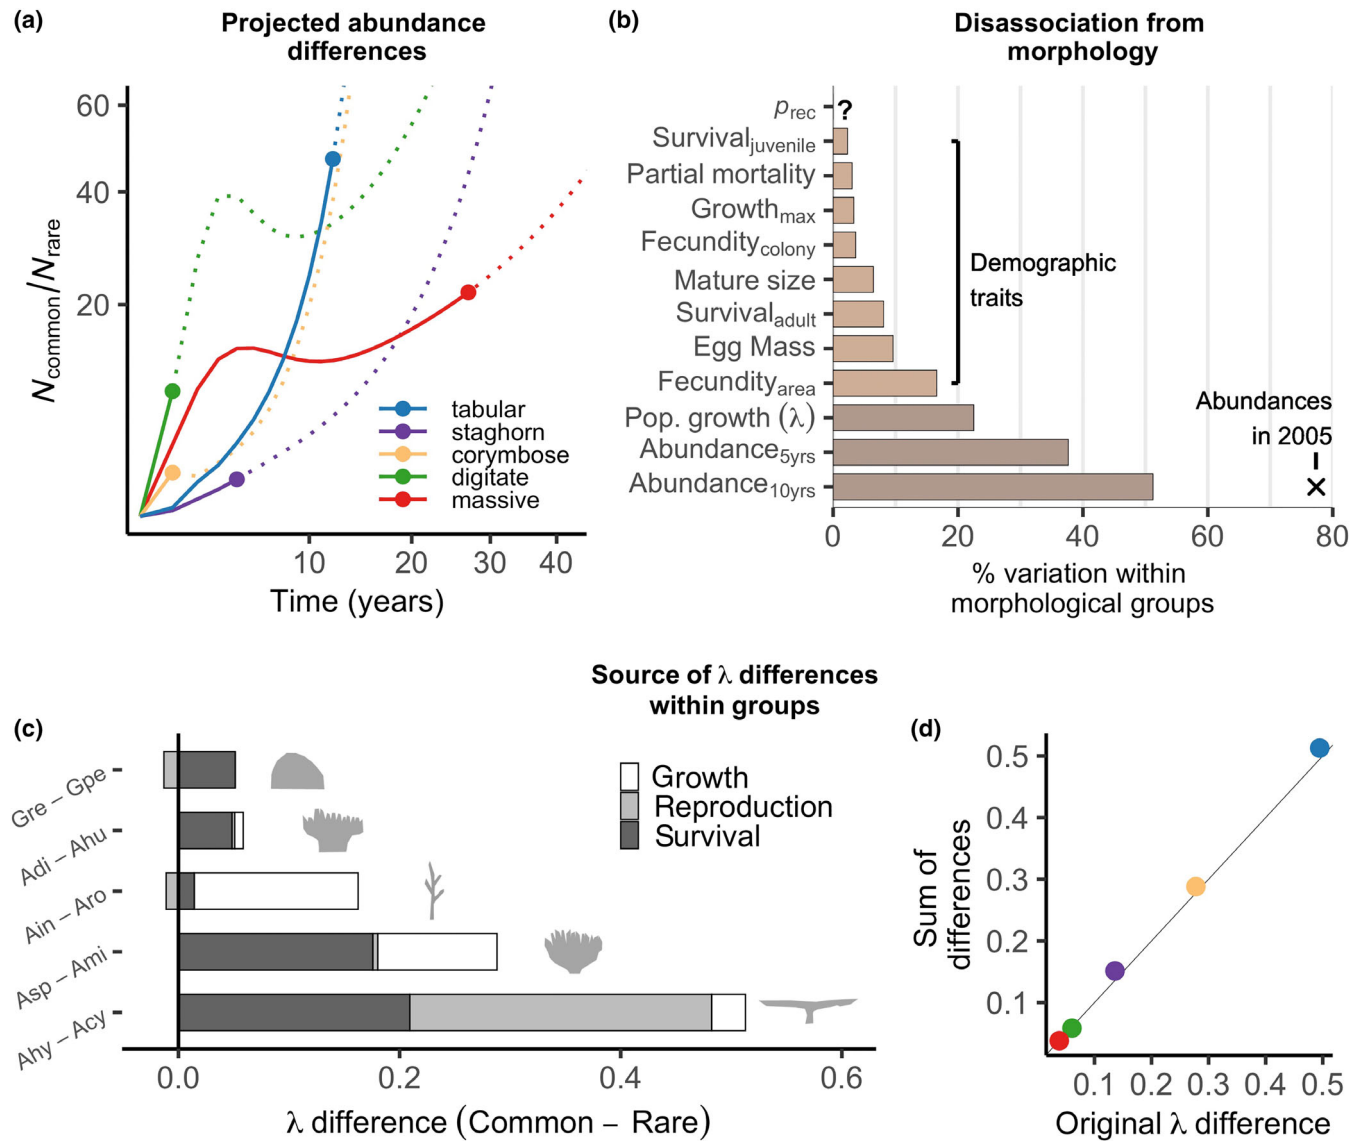 (a)
Projected abundance
differences
60
40
20
Ncommon/Nrare
tabular
staghorn
corymbose
digitate
massive
10
20
30
40
Time (years)
(b)
Disassociation from
morphology
prec
?
Survivaljuvenile
Partial mortality
Growthmax
Fecunditycolony
Mature size
Survivaladult
Egg Mass
Fecundityarea
Pop. growth (λ)
Abundance5yrs
Abundance10yrs
Demographic
traits
Abundances
in 2005
0
20
40
60
80
% variation within
morphological groups
Source of λ differences
within groups
(c)
Growth
Reproduction
Survival
Gre – Gpe
Adi – Ahu
Ain – Aro
Asp – Ami
Ahy – Acy
0.0
0.2
0.4
0.6
λ difference (Common – Rare)
(d)
0.5
0.4
0.3
0.2
0.1
Sum of
differences
0.1
0.2
0.3
0.4
0.5
Original λ difference